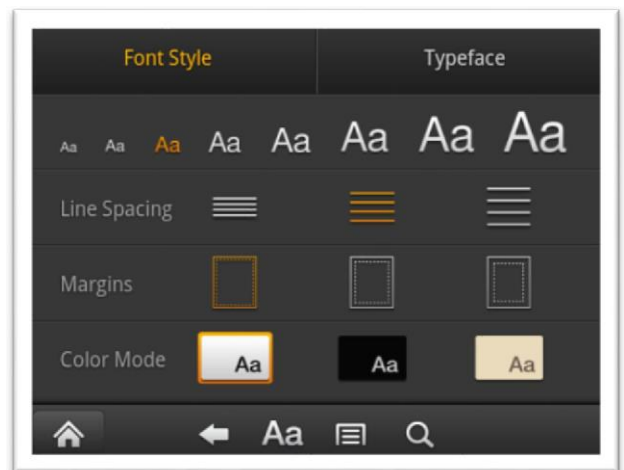 Font Style Typeface
Aa Aa Aa Aa Aa Aa Aa Aa
Line Spacing
Margins
Color Mode Aa Aa Aa
Aa